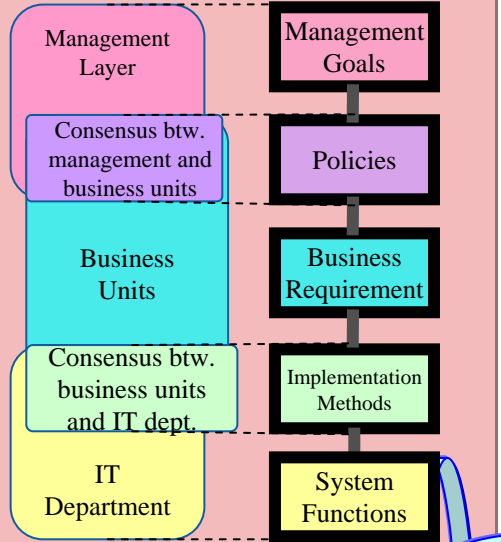 Management
Layer
Consensus btw.
management and
business units
Business
Units
Consensus btw.
business units
and IT dept.
IT
Department
Management
Goals
Policies
Business
Requirement
Implementation
Methods
System
Functions